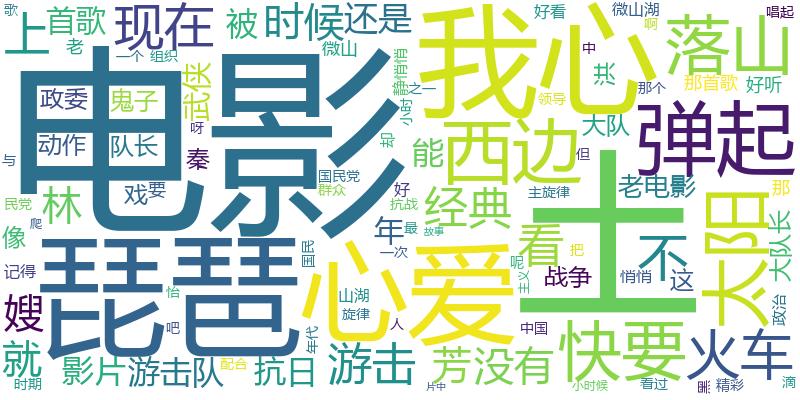 歌
上
首歌
现在
被
时候
还是
好看
微山湖
唱起
老
一个
组织
微山
静悄悄
啊
中
电影
我心
落山
武侠
洪
那个
那首歌
好听
政委
鬼子
动作
队长
呀
小时
之一
领导
弹起
西边
大队
但
与
秦
却
能
戏
要
国民党
群众
好
抗战
主旋律
老电影
土
不
太阳
那
民党
林
爬
年
最
故事
经典
看
把
大队长
像
国民
一次
琵琶
心爱
呢
战争
悄悄
这
记得
怡
山湖
旋律
主义
政治
嫂
吧
年代
人
中国
就
影片
游击队
配合
抗日
游击
芳
没有
快要
火车
时期
片中
小时候
看过
精彩
滴